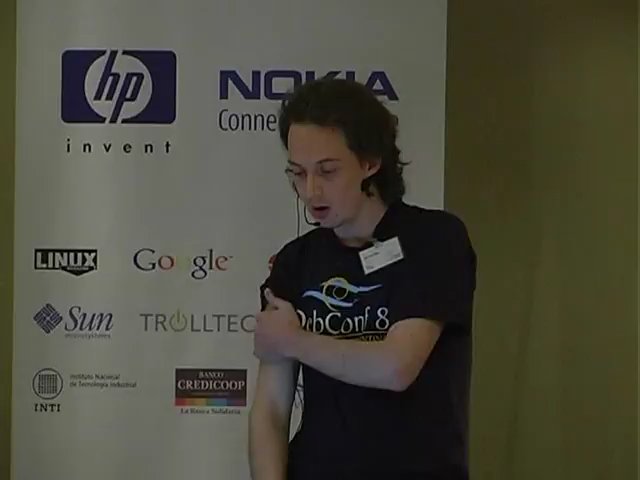 hp
NOKIA
Conne
invent
LINUX
Google
Sun
TROLLTEC
Instituto Nacional
de Tecnología Industrial
INTI
BANCO
CREDICOOP
La Banca Solidaria
DebConf 8